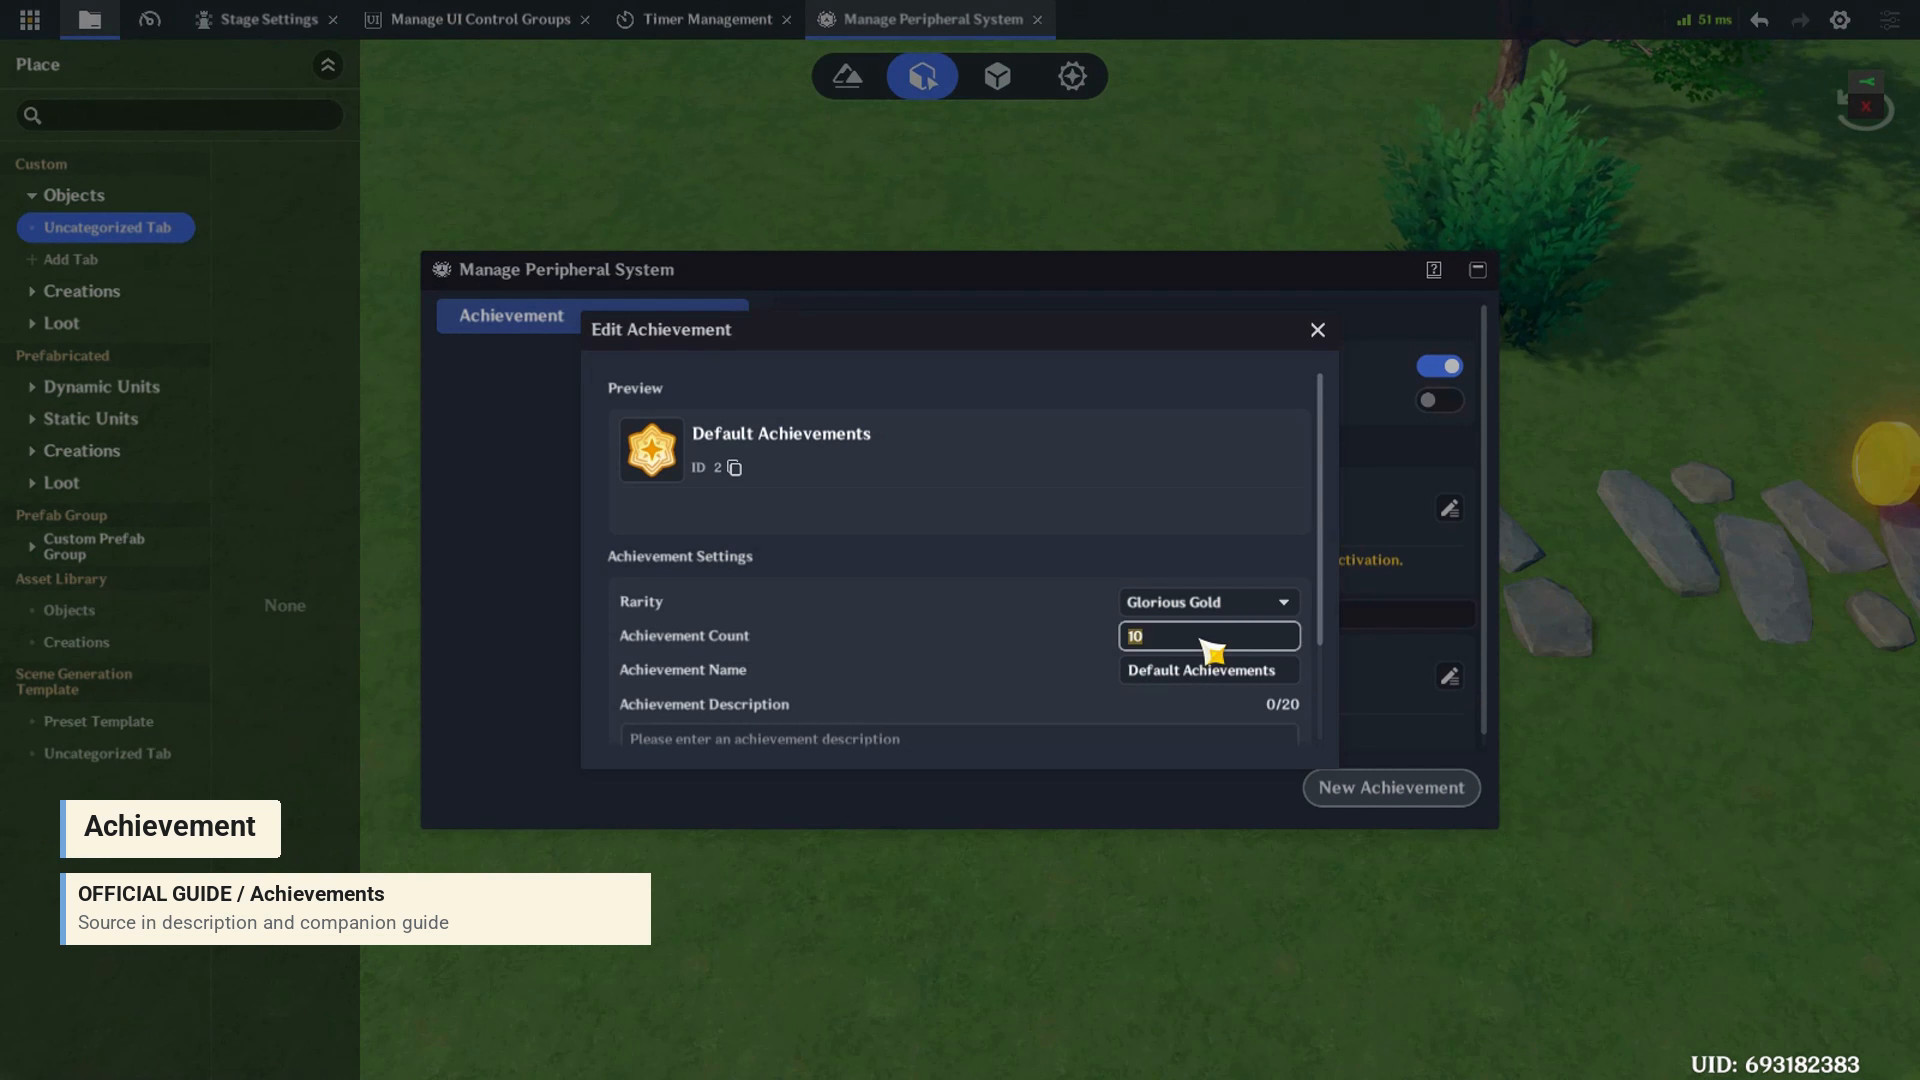 Stage Settings
Manage UI Control Groups
Timer Management
Manage Peripheral System
51 ms
Place
Custom
Objects
Uncategorized Tab
Add Tab
Creations
Loot
Prefabricated
Dynamic Units
Static Units
Creations
Loot
Prefab Group
Custom Prefab
Group
Asset Library
Objects
Creations
Scene Generation
Template
Preset Template
Uncategorized Tab
None
Manage Peripheral System
Achievement
Edit Achievement
Preview
Default Achievements
ID 2
Achievement Settings
Rarity
Glorious Gold
Achievement Count
10
Achievement Name
Default Achievements
Achievement Description
0/20
Please enter an achievement description
ctivation.
New Achievement
Achievement
OFFICIAL GUIDE / Achievements
Source in description and companion guide
UID: 693182383